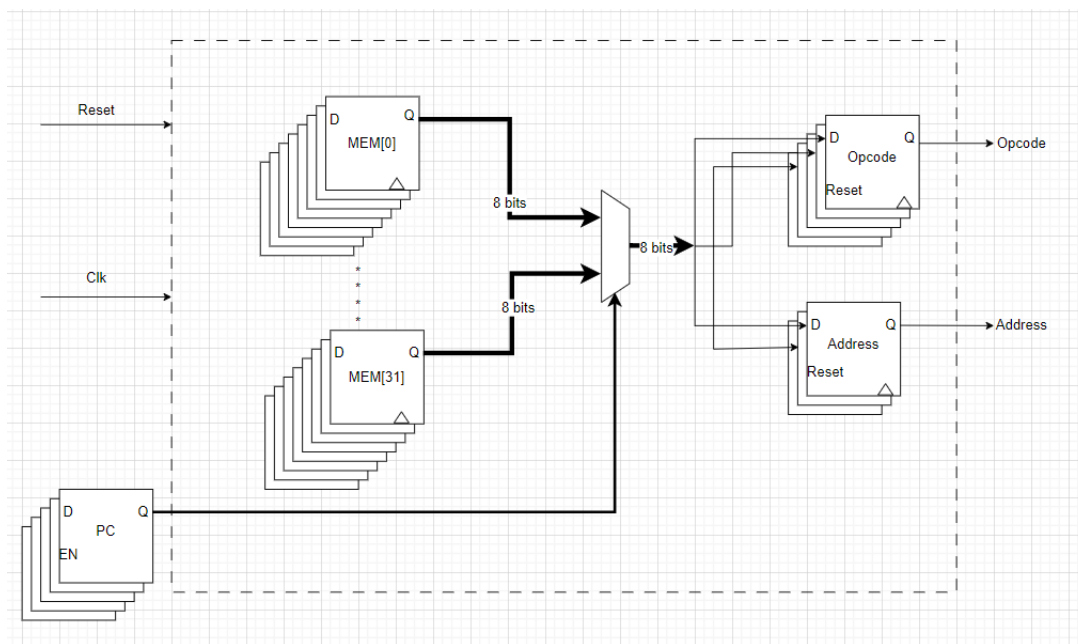 Reset
Clk
D Q
MEM[0]
8 bits
*
*
*
*
D Q
MEM[31]
8 bits
8 bits
D Q
Opcode
Reset
Opcode
D Q
Address
Reset
Address
D Q
PC
EN